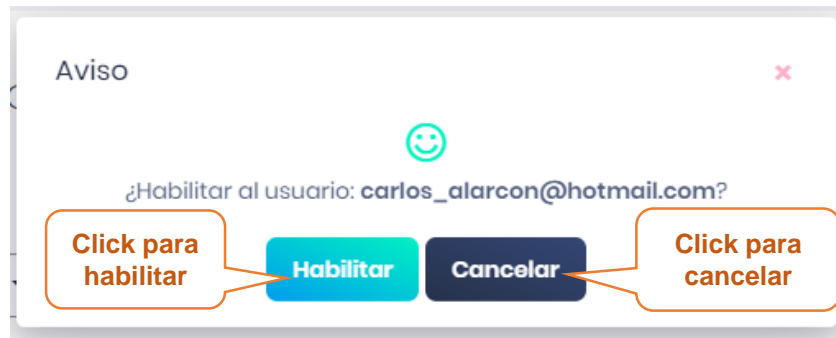 Aviso
¿Habilitar al usuario: carlos_alarcon@hotmail.com?
Click para
habilitar
Habilitar
Cancelar
Click para
cancelar